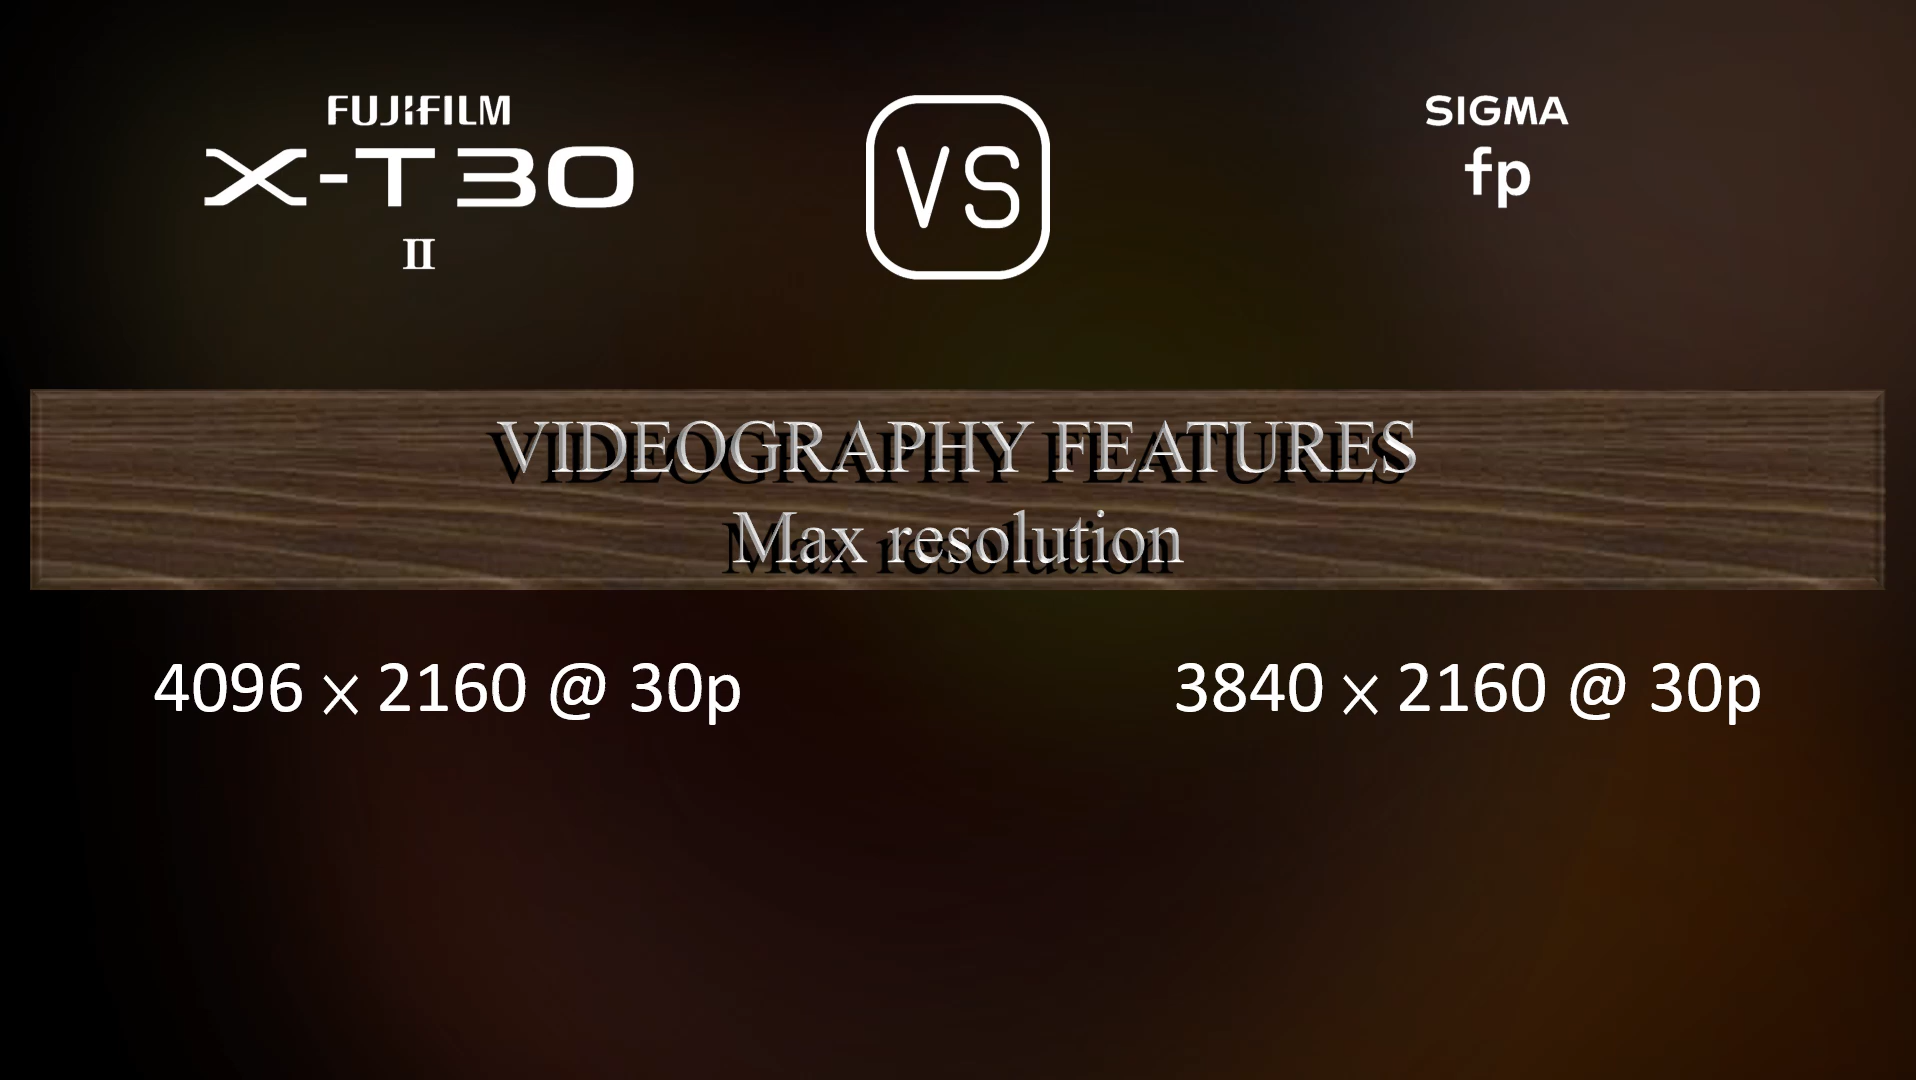 FUJIFILM
X-T30
II
VS
SIGMA
fp
VIDEOGRAPHY FEATURES
Max resolution
4096 x 2160 @ 30p
3840 x 2160 @ 30p